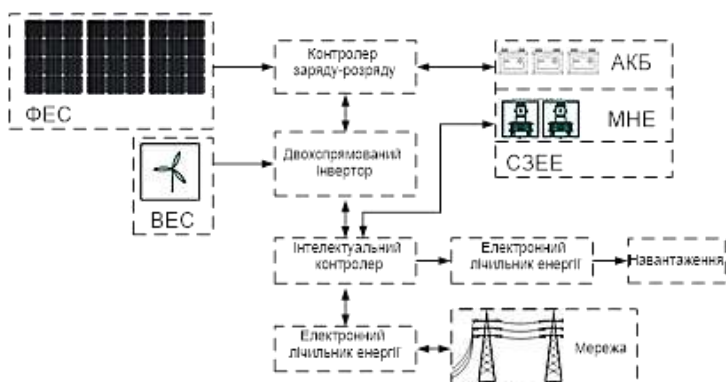 Контролер
заряду-розряду
АКБ
ФЕС
МНЕ
Двохспрямований
Інвертор
СЗЕЕ
ВЕС
Інтелектуальний
контролер
Електронний
лічильник енергії
Навантаження
Електронний
лічильник енергії
Мережа